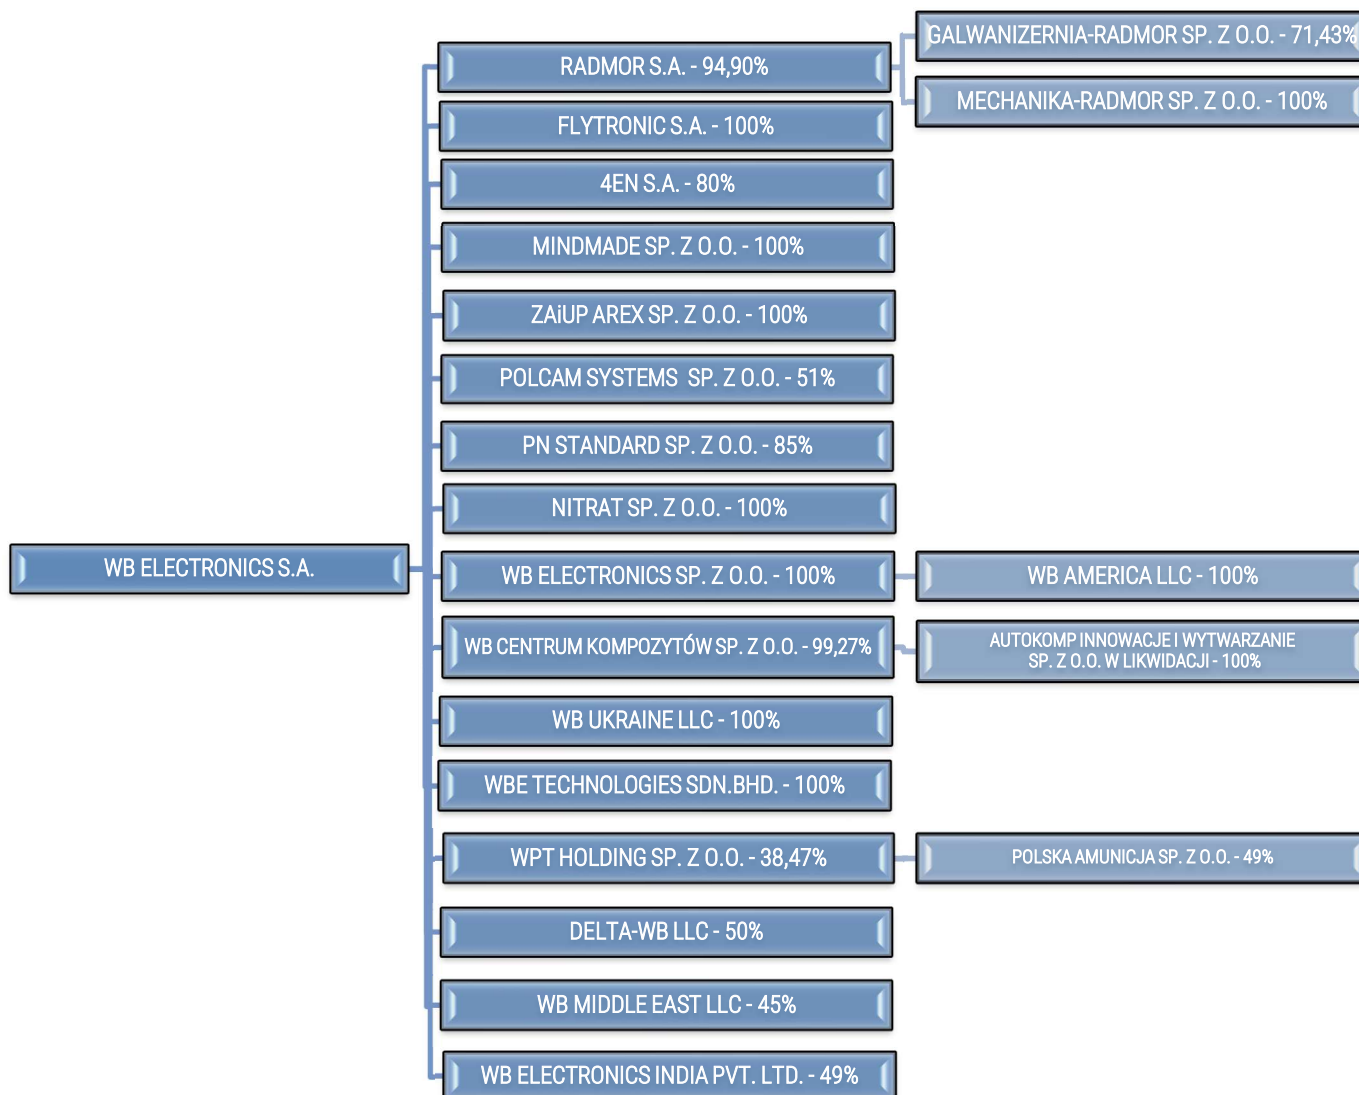 GALWANIZERNIA-RADMOR SP. Z O.O. - 71,43%
RADMOR S.A. - 94,90%
MECHANIKA-RADMOR SP. Z O.O. - 100%
FLYTRONIC S.A. - 100%
4EN S.A. - 80%
MINDMADE SP. Z O.O. - 100%
ZAiUP AREX SP. Z O.O. - 100%
POLCAM SYSTEMS SP. Z O.O. - 51%
PN STANDARD SP. Z O.O. - 85%
NITRAT SP. Z O.O. - 100%
WB ELECTRONICS S.A.
WB ELECTRONICS SP. Z O.O. - 100%
WB AMERICA LLC - 100%
WB CENTRUM KOMPOZYTÓW SP. Z O.O. - 99,27%
AUTOKOMP INNOWACJE I WYTWARZANIE
SP. Z O.O. W LIKWIDACJI - 100%
WB UKRAINE LLC - 100%
WBE TECHNOLOGIES SDN.BHD. - 100%
WPT HOLDING SP. Z O.O. - 38,47%
POLSKA AMUNICJA SP. Z O.O. - 49%
DELTA-WB LLC - 50%
WB MIDDLE EAST LLC - 45%
WB ELECTRONICS INDIA PVT. LTD. - 49%